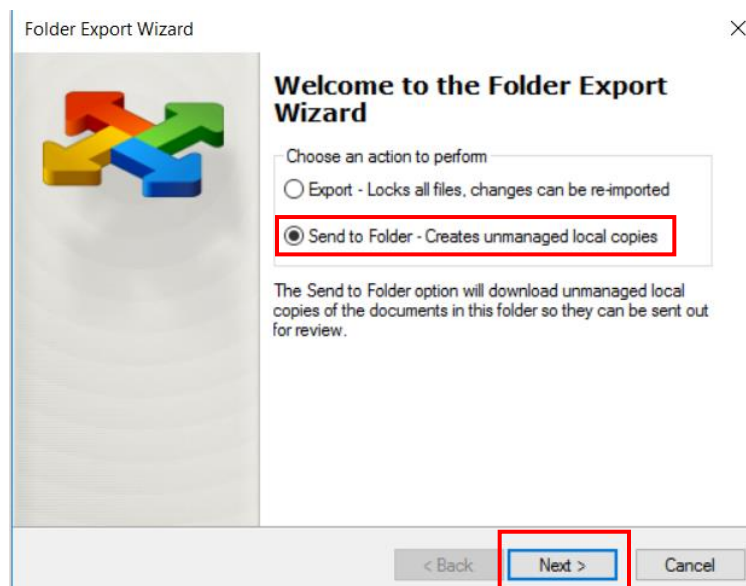 Folder Export Wizard
Welcome to the Folder Export
Wizard
Choose an action to perform
Export - Locks all files, changes can be re-imported
Send to Folder - Creates unmanaged local copies
The Send to Folder option will download unmanaged local
copies of the documents in this folder so they can be sent out
for review.
< Back
Next >
Cancel